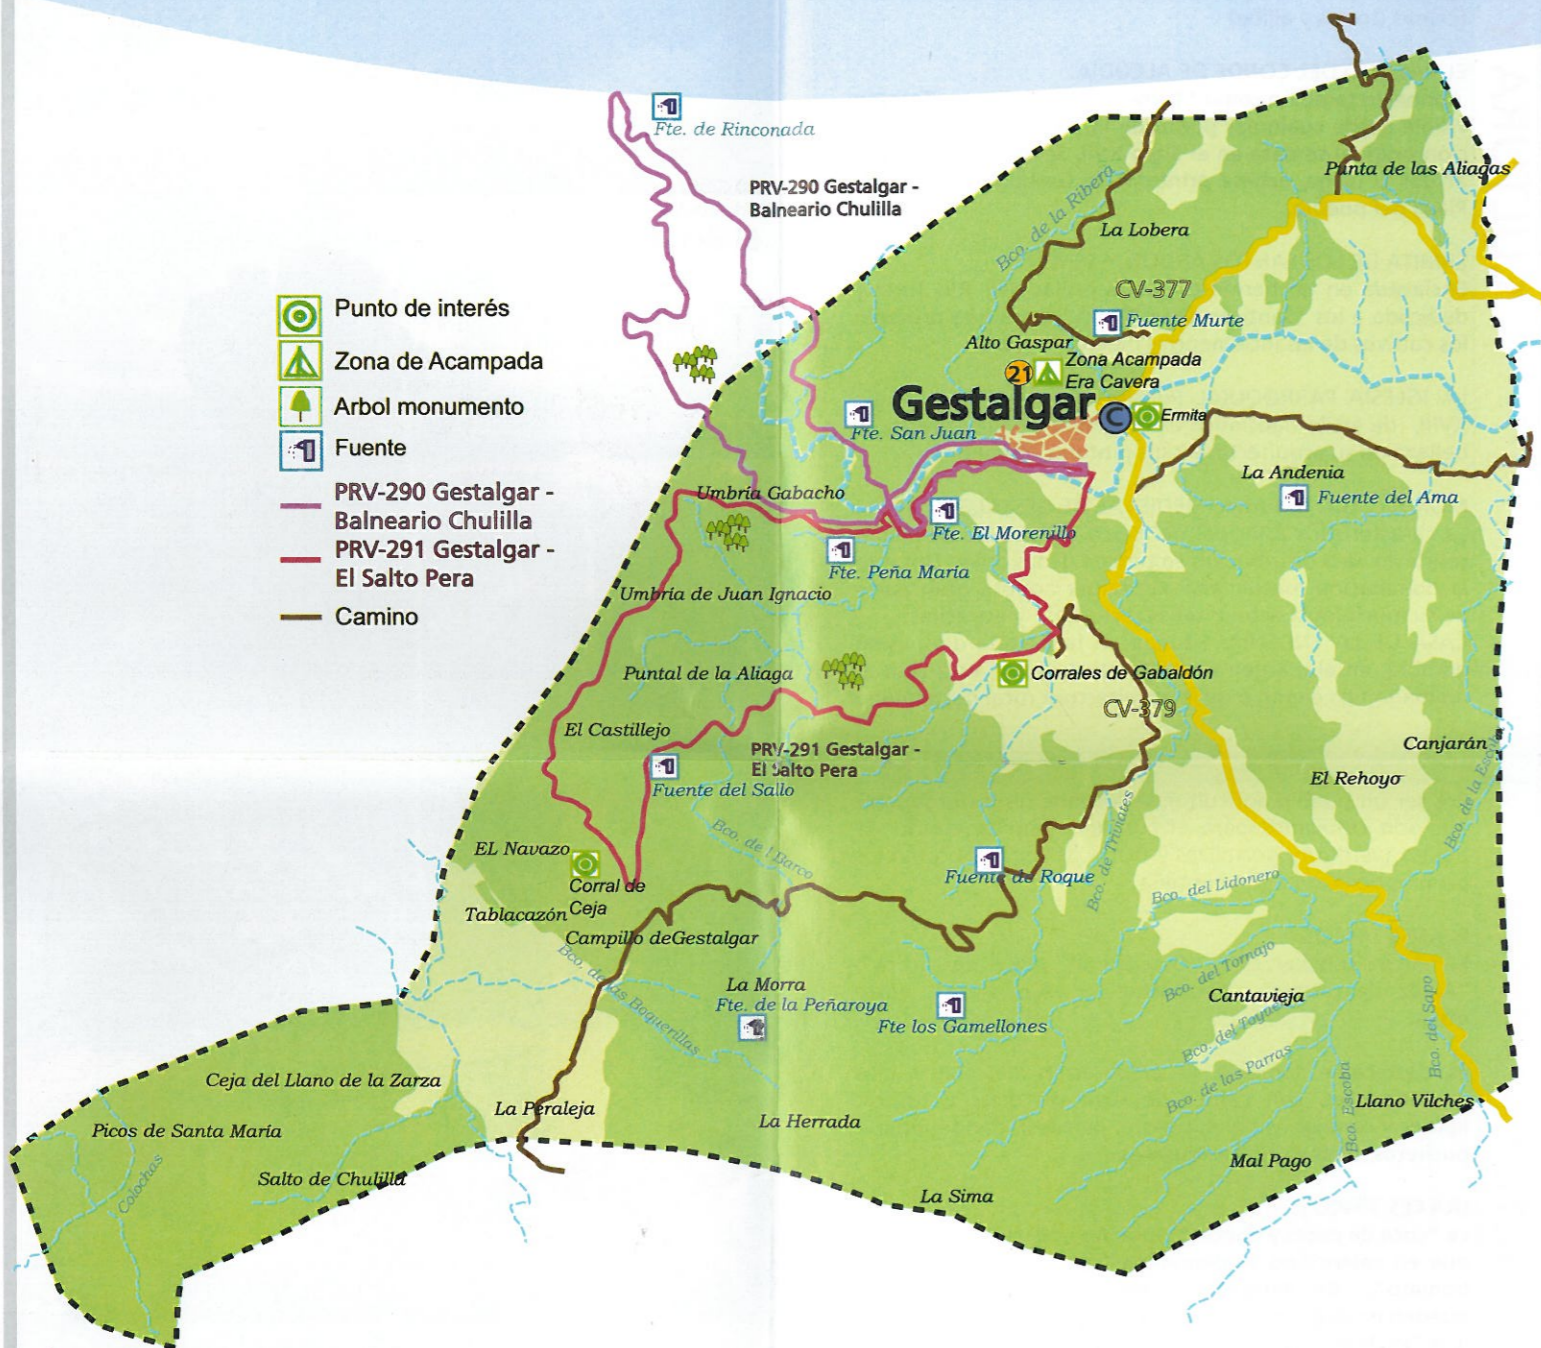 Fte. de Rinconada
PRV-290 Gestalgar -
Balneario Chulilla
Punta de las Aliagas
Bco. de la Ribera
La Lobera
CV-377
Punto de interés
Zona de Acampada
Arbol monumento
Fuente
PRV-290 Gestalgar -
Balneario Chulilla
PRV-291 Gestalgar -
El Salto Pera
Camino
Fuente Murte
Alto Gaspar
21
Zona Acampada
Era Cavera
Gestalgar
C
Ermita
Fte. San Juan
La Andenia
Fuente del Ama
Umbría Gabacho
Fte. El Morenillo
Fte. Peña María
Umbría de Juan Ignacio
Puntal de la Aliaga
Corrales de Gabaldón
CV-379
El Castillejo
PRV-291 Gestalgar -
El Salto Pera
Canjarán
El Rehoyo
Fuente del Sallo
Bco. de l Barco
Bco. de Triviates
EL Navazo
Fuente de Roque
Bco. del Lidonero
Corral de
Ceja
Tablacazón
Campillo deGestalgar
Bco. de las Boquerillas
La Morra
Fte. de la Peñaroya
Fte los Gamellones
Bco. del Tornajo
Cantavieja
Bco. del Sapo
Bco. de las Parras
Bco. Escoba
Ceja del Llano de la Zarza
La Peraleja
La Herrada
Llano Vilches
Picos de Santa María
Colochas
Salto de Chulilla
La Sima
Mal Pago